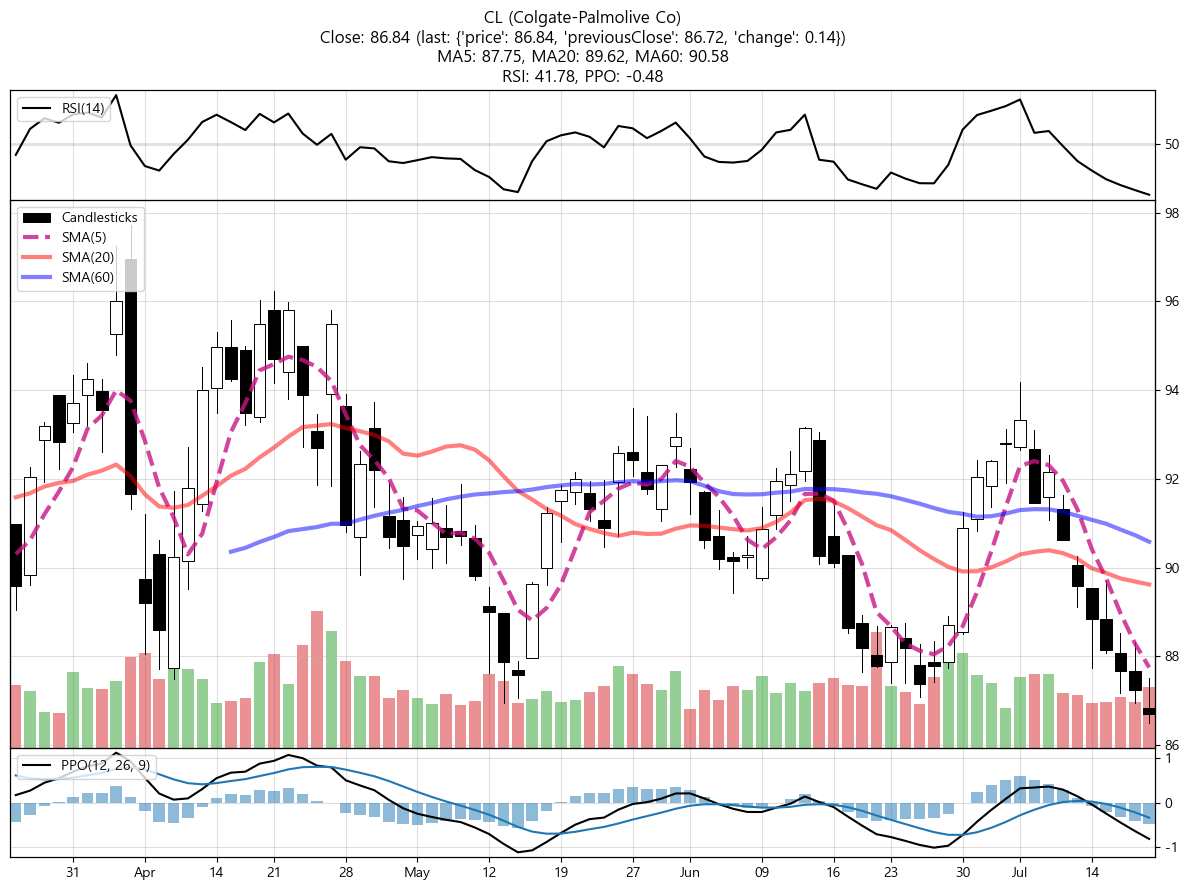 CL (Colgate-Palmolive Co)
Close: 86.84 (last: {'price': 86.84, 'previousClose': 86.72, 'change': 0.14})
MA5: 87.75, MA20: 89.62, MA60: 90.58
RSI: 41.78, PPO: -0.48
RSI(14)
50
Candlesticks
SMA(5)
SMA(20)
SMA(60)
98
96
94
92
90
88
86
PPO(12, 26, 9)
1
0
-1
31 Apr 14 21 28 May 12 19 27 Jun 09 16 23 30 Jul 14